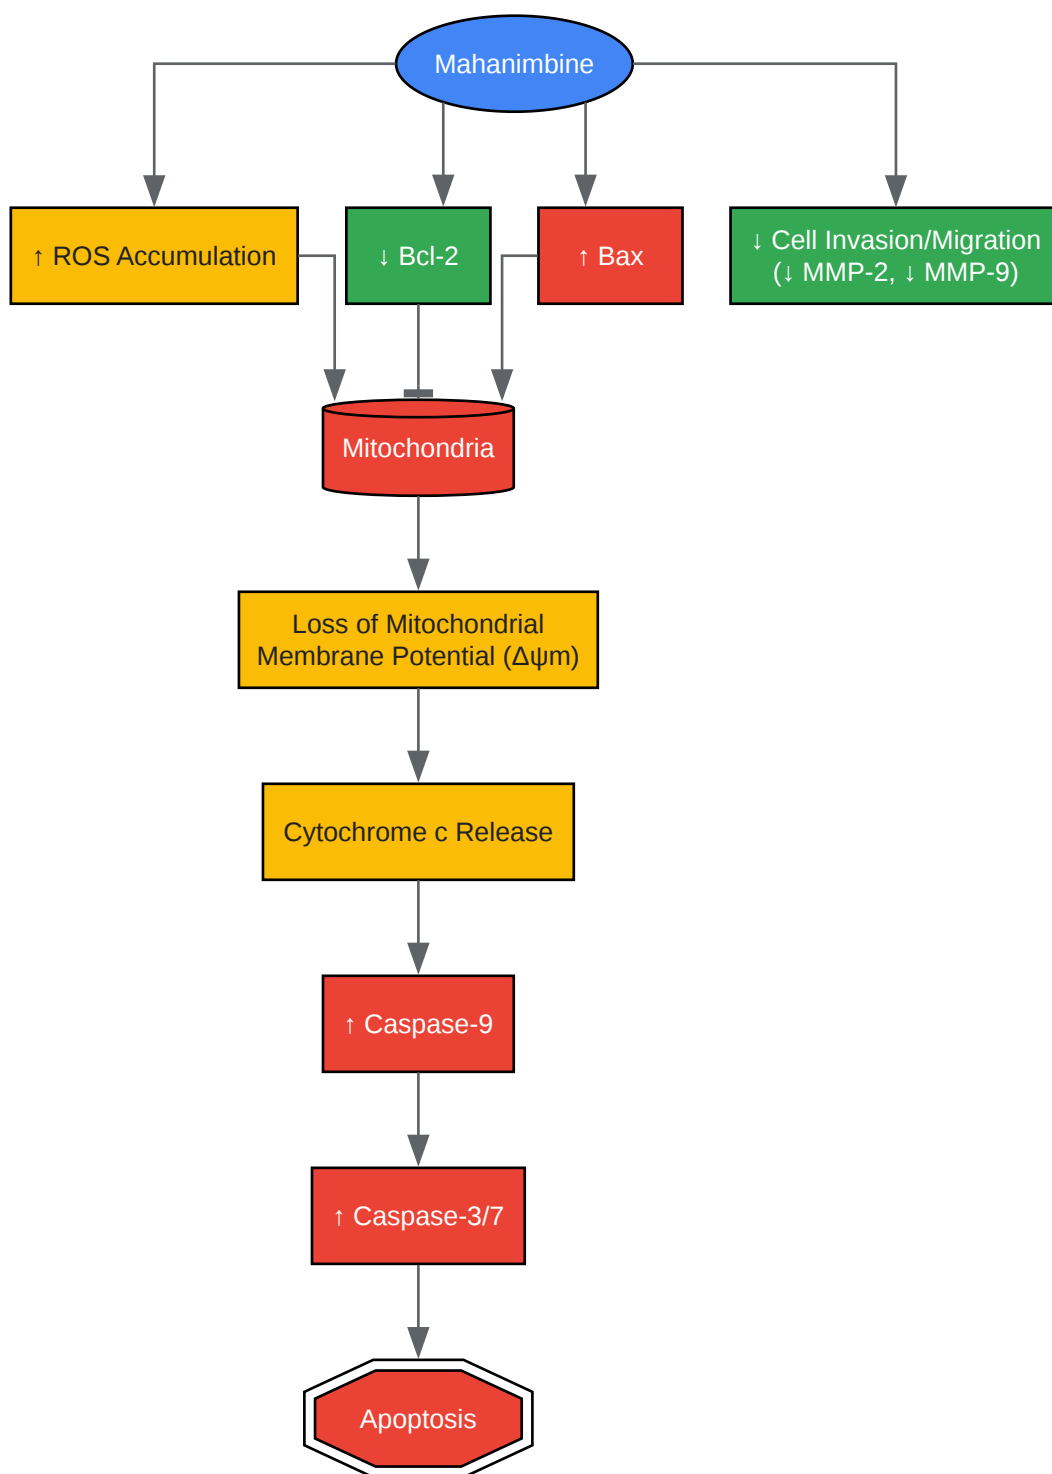 Mahanimbine
↑ ROS Accumulation
↓ Bcl-2
↑ Bax
↓ Cell Invasion/Migration
(↓ MMP-2, ↓ MMP-9)
Mitochondria
Loss of Mitochondrial
Membrane Potential (Δψm)
Cytochrome c Release
↑ Caspase-9
↑ Caspase-3/7
Apoptosis